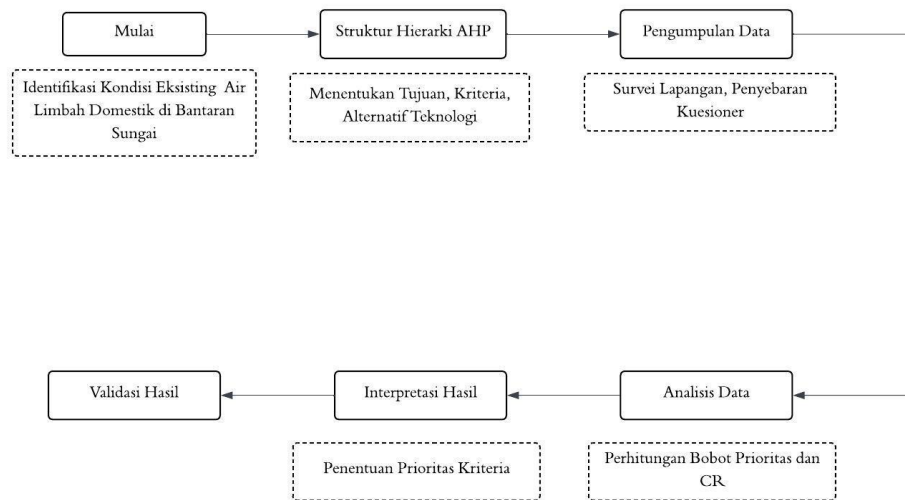 Mulai
Struktur Hierarki AHP
Pengumpulan Data
Identifikasi Kondisi Eksisting Air
Limbah Domestik di Bantaran
Sungai
Menentukan Tujuan, Kriteria,
Alternatif Teknologi
Survei Lapangan, Penyebaran
Kuesioner
Validasi Hasil
Interpretasi Hasil
Analisis Data
Penentuan Prioritas Kriteria
Perhitungan Bobot Prioritas dan
CR